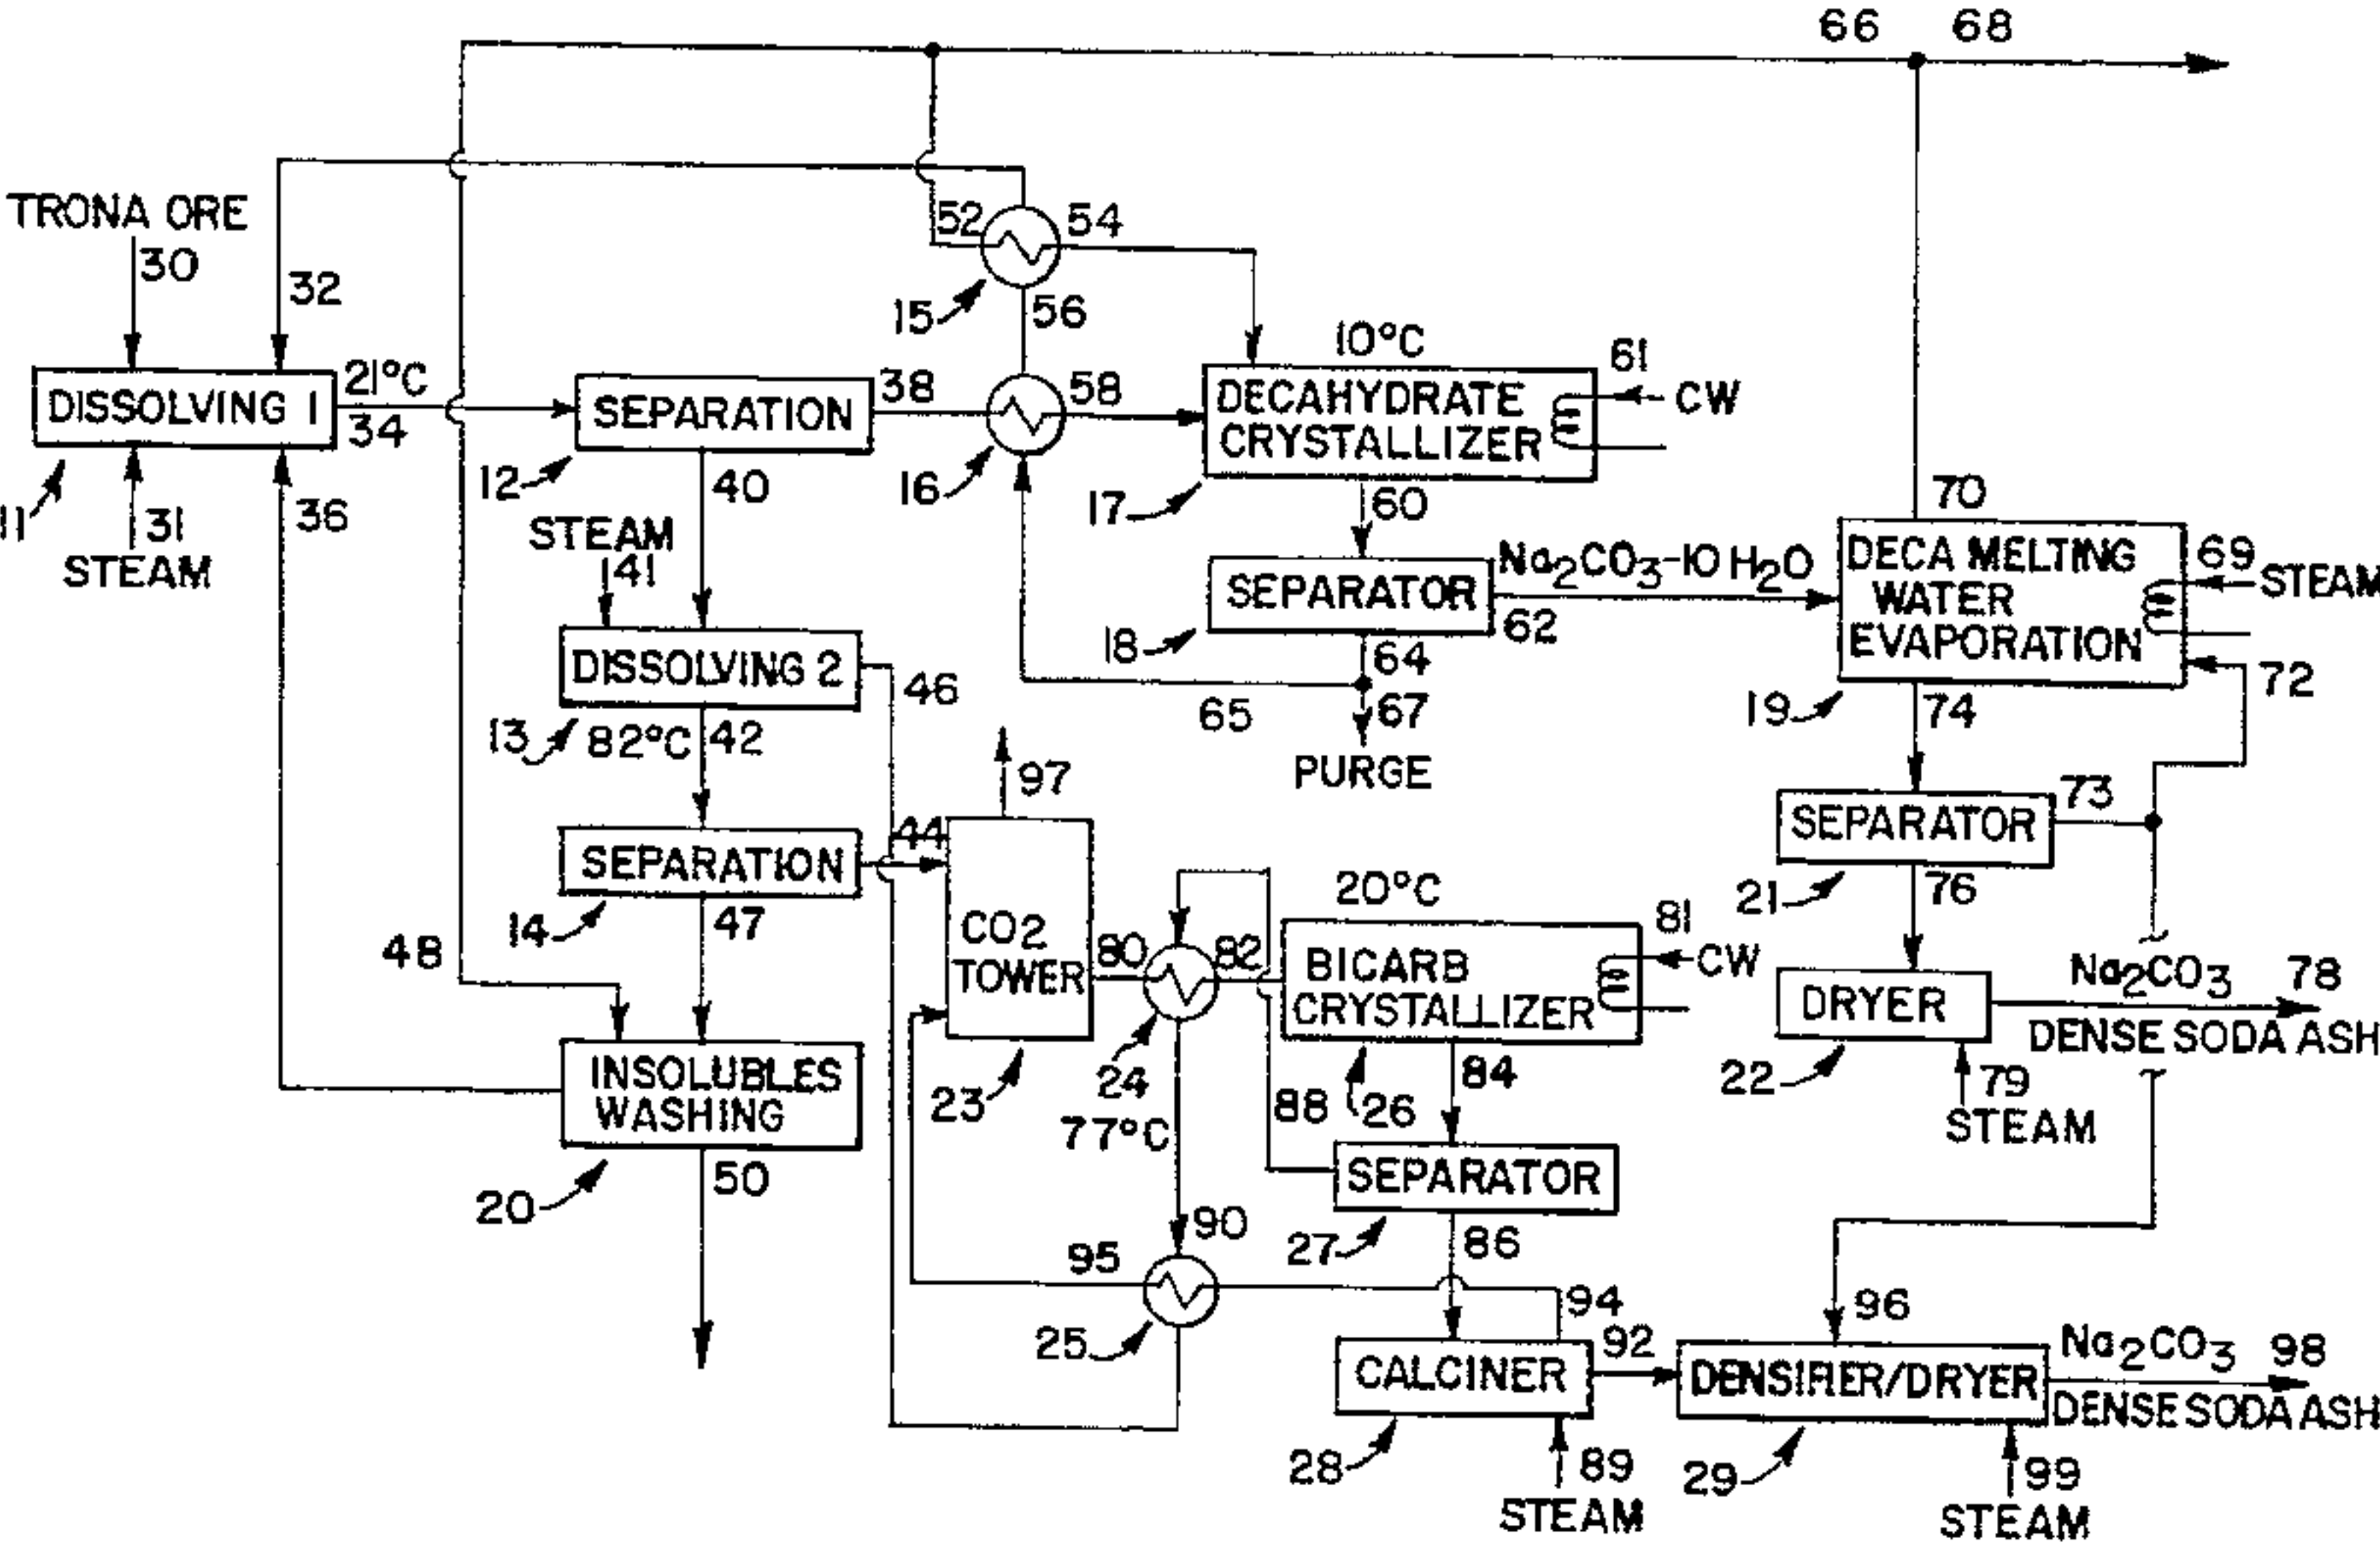 66 68
TRONA ORE
30
32
52 54
15
56
10°C
61
CW
DISSOLVING 1
21°C
34
SEPARATION
38
58
DECAHYDRATE
CRYSTALLIZER
11
31
STEAM
36
12
40
16
17
60
70
STEAM
41
SEPARATOR
Na2CO3-10 H2O
62
DECA MELTING
WATER
EVAPORATION
69
STEAM
18
64
72
DISSOLVING 2
46
65
67
PURGE
19
74
13
82°C
42
97
SEPARATOR
73
44
SEPARATION
14
47
CO2
TOWER
80
82
20°C
BICARB
CRYSTALLIZER
81
CW
21
76
48
DRYER
Na2CO3 78
DENSE SODA ASH
INSOLUBLES
WASHING
23
24
77°C
88
26
84
22
79
STEAM
20
50
SEPARATOR
90
27
86
95
94
96
25
CALCINER
92
DENSIFIER/DRYER
Na2CO3 98
DENSE SODA ASH
28
89
STEAM
29
99
STEAM